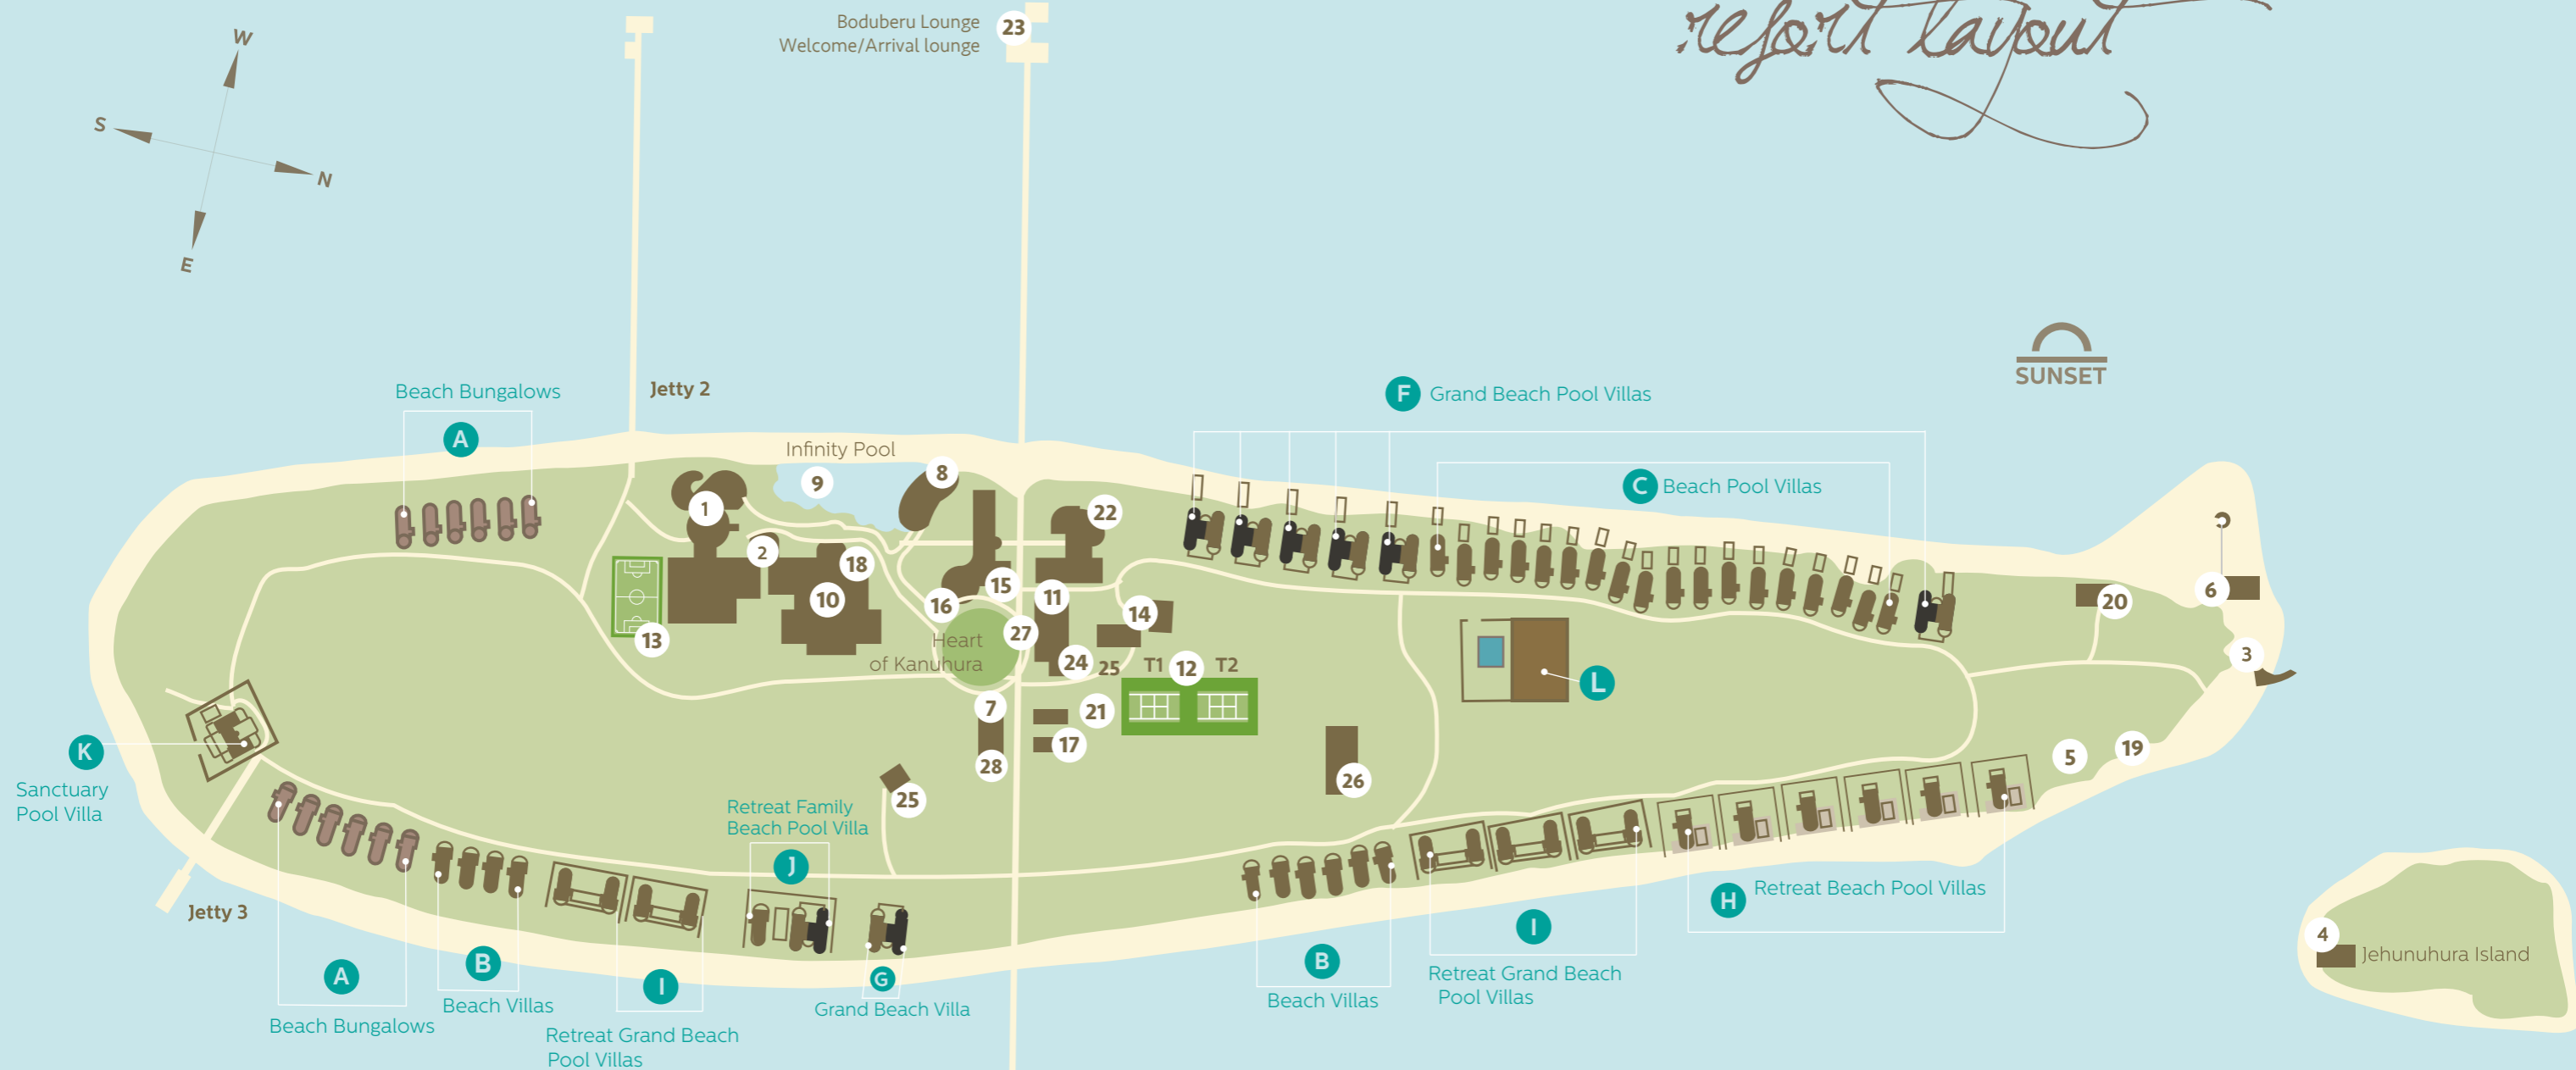 resort layout
Boduberu Lounge
Welcome/Arrival lounge
23
W
S
N
E
SUNSET
Jetty 2
Beach Bungalows
A
F Grand Beach Pool Villas
Infinity Pool
9
8
1
2
22
C Beach Pool Villas
18
10
16
15
11
14
13
Heart
of Kanuhura
27
24
25
T1
12
T2
L
20
6
3
7
21
17
28
25
26
5
19
K
Sanctuary
Pool Villa
Retreat Family
Beach Pool Villa
J
Jetty 3
A
Beach Bungalows
B
Beach Villas
I
Retreat Grand Beach
Pool Villas
G
Grand Beach Villa
B
Beach Villas
I
Retreat Grand Beach
Pool Villas
H
Retreat Beach Pool Villas
4
Jehunuhura Island